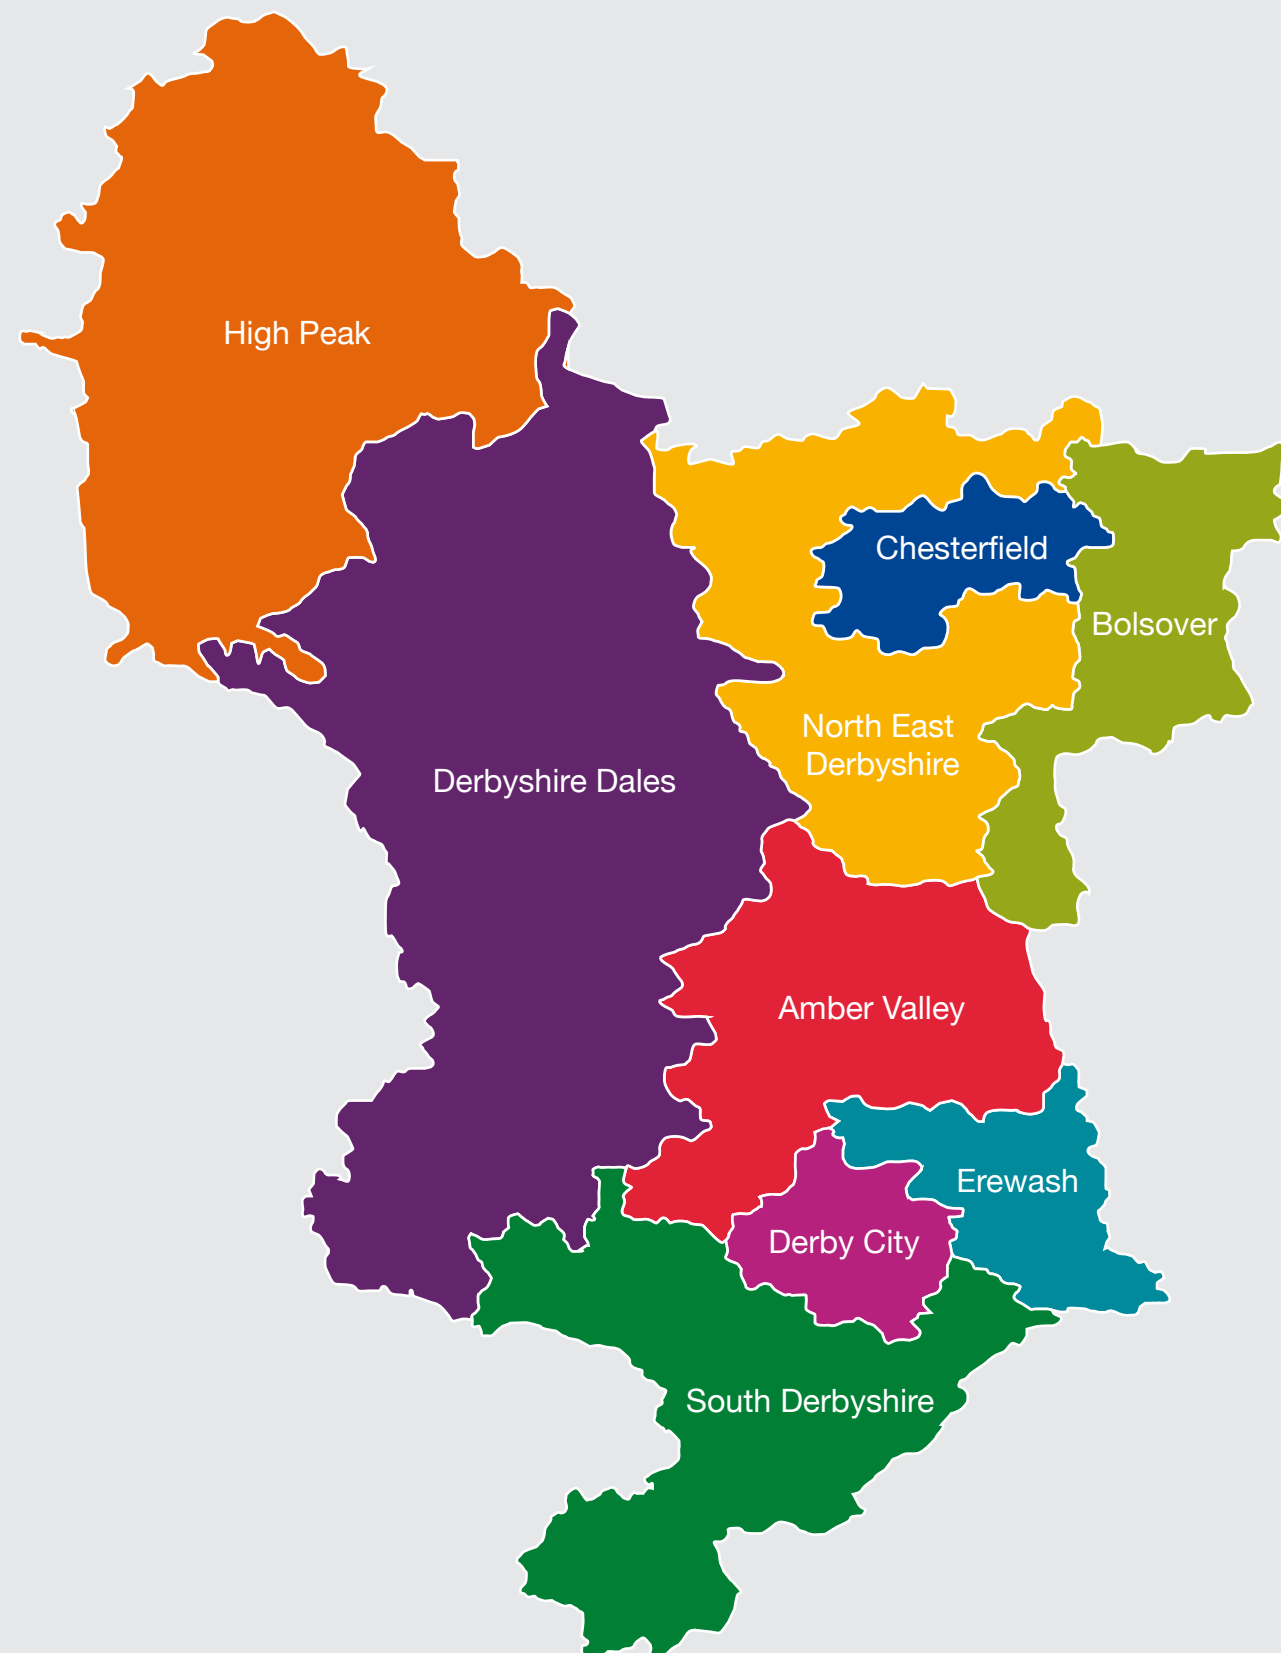 High Peak
Chesterfield
Bolsover
North East
Derbyshire
Derbyshire Dales
Amber Valley
Erewash
Derby City
South Derbyshire